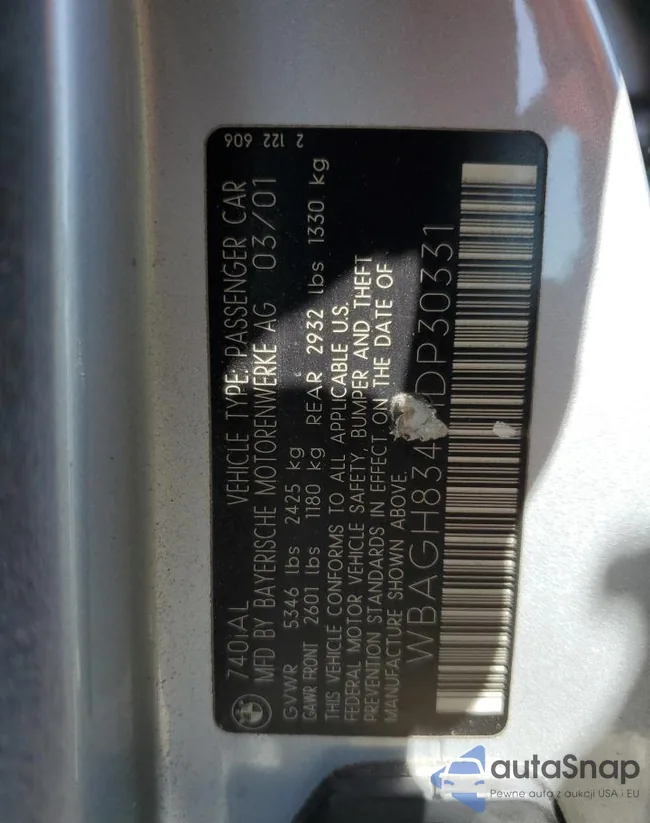 740iAL VEHICLE TYPE: PASSENGER CAR
MFD BY BAYERISCHE MOTORENWERKE AG 03/01
GVWR 5346 lbs 2425 kg
GAWR FRONT 2601 lbs 1180 kg REAR 2932 lbs 1330 kg
THIS VEHICLE CONFORMS TO ALL APPLICABLE U.S.
FEDERAL MOTOR VEHICLE SAFETY, BUMPER AND THEFT
PREVENTION STANDARDS IN EFFECT ON THE DATE OF
MANUFACTURE SHOWN ABOVE.
WBAGH834 DP30331
2 122 606
autaSnap
Pewne auta z aukcji USA i EU